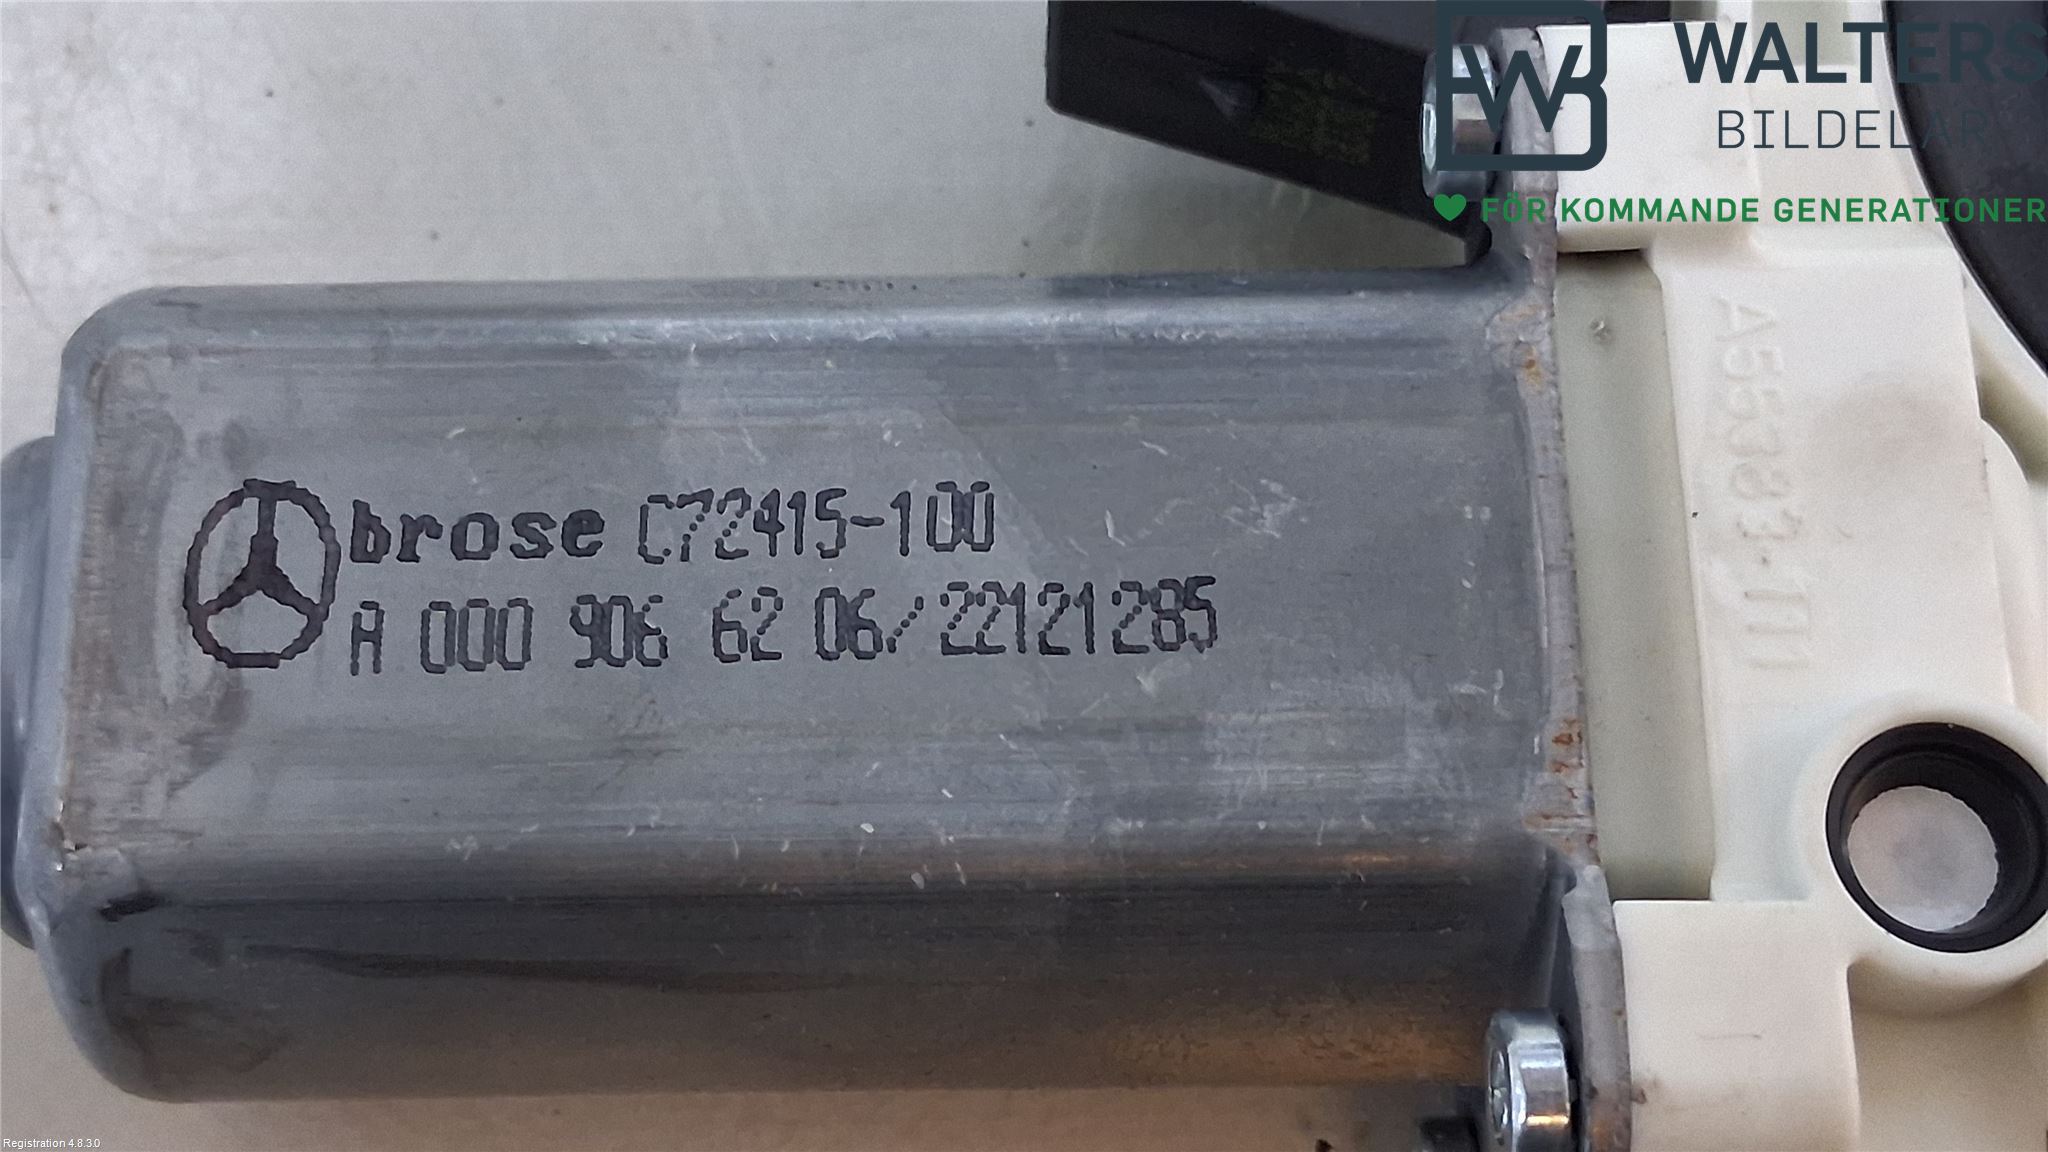 WALTERS
BILDELAR
FÖR KOMMANDE GENERATIONER
brose C72415-100
A 000 906 62 06/22121285
Registration 4.8.3.0